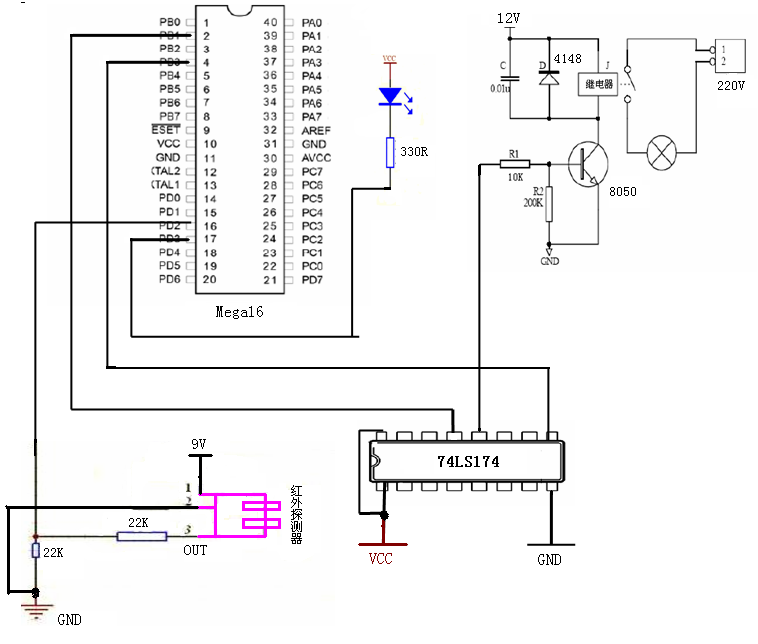 PB0 1 40 PA0
PB1 2 39 PA1
PB2 3 38 PA2
PB3 4 37 PA3
PB4 5 36 PA4
PB5 6 35 PA5
PB6 7 34 PA6
PB7 8 33 PA7
ESET 9 32 AREF
VCC 10 31 GND
GND 11 30 AVCC
XTAL2 12 29 PC7
XTAL1 13 28 PC6
PD0 14 27 PC5
PD1 15 26 PC4
PD2 16 25 PC3
PD3 17 24 PC2
PD4 18 23 PC1
PD5 19 22 PC0
PD6 20 21 PD7
Mega16
VCC
330R
12V
C
0.01u
D
4148
J
继电器
1
2
220V
R1
10K
R2
200K
8050
GND
74LS174
VCC
GND
9V
1
2
3
红外探测器
22K
OUT
22K
GND